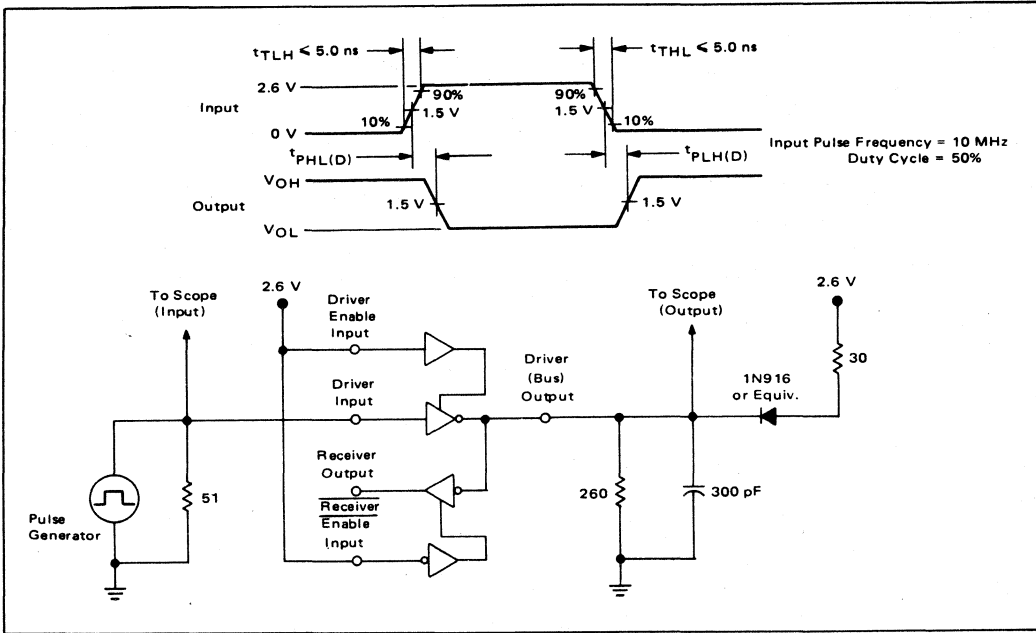 tTLH ≤ 5.0 ns
tTHL ≤ 5.0 ns
2.6 V
90%
90%
Input
1.5 V
1.5 V
10%
10%
0 V
Input Pulse Frequency = 10 MHz
Duty Cycle = 50%
tPHL(D)
tPLH(D)
VOH
Output
1.5 V
1.5 V
VOL
To Scope
(Input)
2.6 V
Driver
Enable
Input
To Scope
(Output)
2.6 V
30
Driver
(Bus)
Output
1N916
or Equiv.
Driver
Input
Receiver
Output
Receiver
Enable
Input
51
260
300 pF
Pulse
Generator